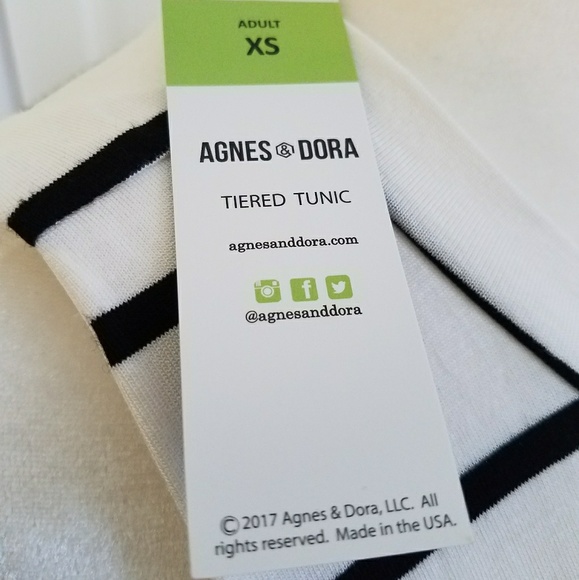 ADULT
XS
AGNES & DORA
TIERED TUNIC
agnesanddora.com
@agnesanddora
© 2017 Agnes & Dora, LLC. All
rights reserved. Made in the USA.